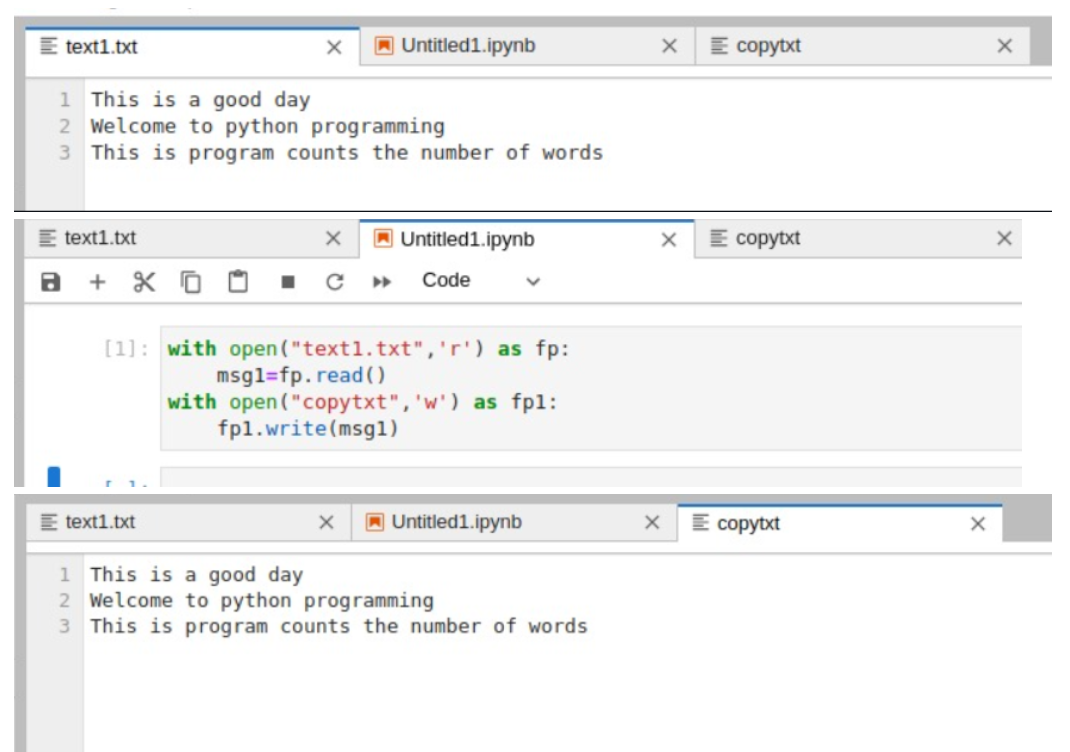 text1.txt Untitled1.ipynb copytxt
1 This is a good day
2 Welcome to python programming
3 This is program counts the number of words
text1.txt Untitled1.ipynb copytxt
Code
[1]: with open("text1.txt",'r') as fp:
msg1=fp.read()
with open("copytxt",'w') as fp1:
fp1.write(msg1)
text1.txt Untitled1.ipynb copytxt
1 This is a good day
2 Welcome to python programming
3 This is program counts the number of words